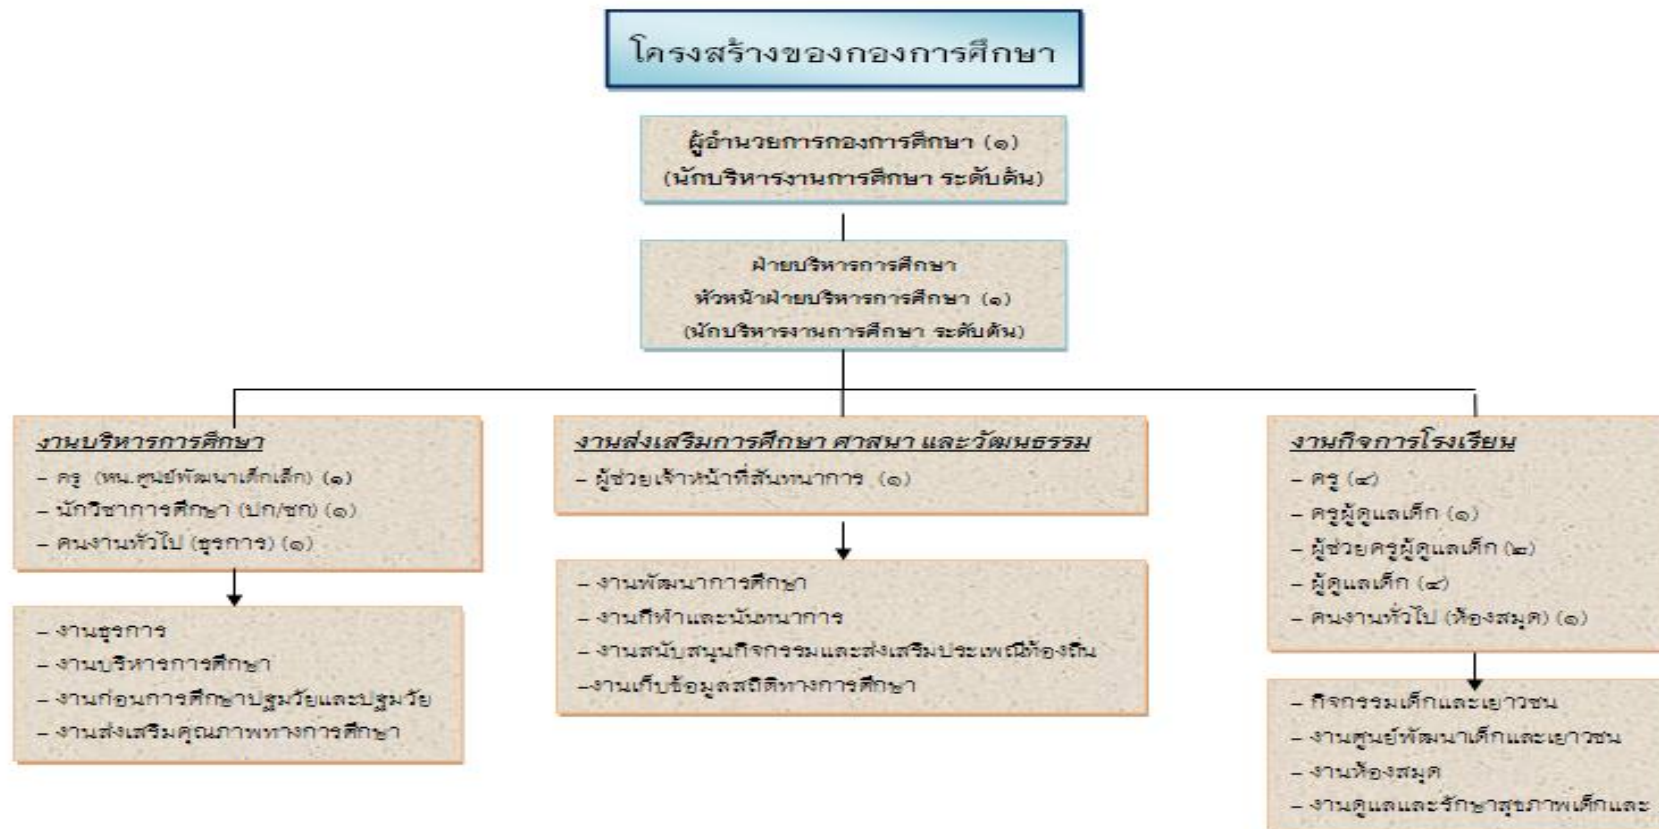 โครงสร้างของกองการศึกษา
ผู้อำนวยการกองการศึกษา (๑)
(นักบริหารงานการศึกษา ระดับต้น)
ฝ่ายบริหารการศึกษา
หัวหน้าฝ่ายบริหารการศึกษา (๑)
(นักบริหารงานการศึกษา ระดับต้น)
งานบริหารการศึกษา
- ครู (หน.ศูนย์พัฒนาเด็กเล็ก) (๑)
- นักวิชาการศึกษา (ปก/ชก) (๑)
- คนงานทั่วไป (ธุรการ) (๑)
- งานธุรการ
- งานบริหารการศึกษา
- งานก่อนการศึกษาปฐมวัยและปฐมวัย
- งานส่งเสริมคุณภาพทางการศึกษา
งานส่งเสริมการศึกษา ศาสนา และวัฒนธรรม
- ผู้ช่วยเจ้าหน้าที่สันทนาการ (๑)
- งานพัฒนาการศึกษา
- งานกีฬาและนันทนาการ
- งานสนับสนุนกิจกรรมและส่งเสริมประเพณีท้องถิ่น
-งานเก็บข้อมูลสถิติทางการศึกษา
งานกิจการโรงเรียน
- ครู (๔)
- ครูผู้ดูแลเด็ก (๑)
- ผู้ช่วยครูผู้ดูแลเด็ก (๒)
- ผู้ดูแลเด็ก (๔)
- คนงานทั่วไป (ห้องสมุด) (๑)
- กิจกรรมเด็กและเยาวชน
- งานศูนย์พัฒนาเด็กและเยาวชน
- งานห้องสมุด
- งานดูแลและรักษาสุขภาพเด็กและ